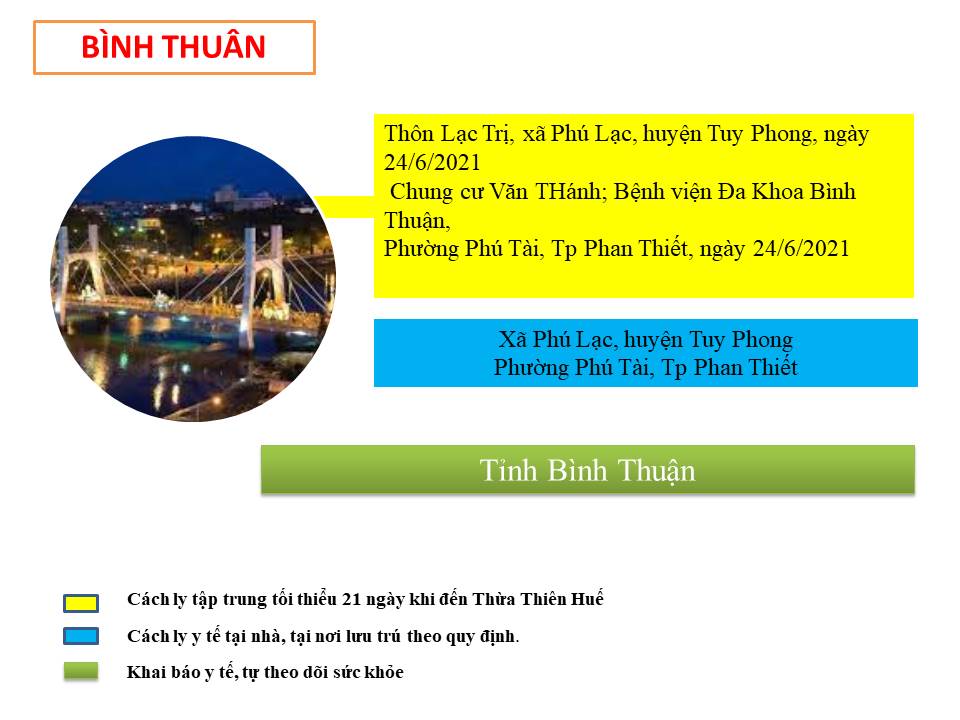 BÌNH THUÂN
Thôn Lạc Trị, xã Phú Lạc, huyện Tuy Phong, ngày
24/6/2021
Chung cư Văn THánh; Bệnh viện Đa Khoa Bình
Thuận,
Phường Phú Tài, Tp Phan Thiết, ngày 24/6/2021
Xã Phú Lạc, huyện Tuy Phong
Phường Phú Tài, Tp Phan Thiết
Tỉnh Bình Thuận
Cách ly tập trung tối thiểu 21 ngày khi đến Thừa Thiên Huế
Cách ly y tế tại nhà, tại nơi lưu trú theo quy định.
Khai báo y tế, tự theo dõi sức khỏe